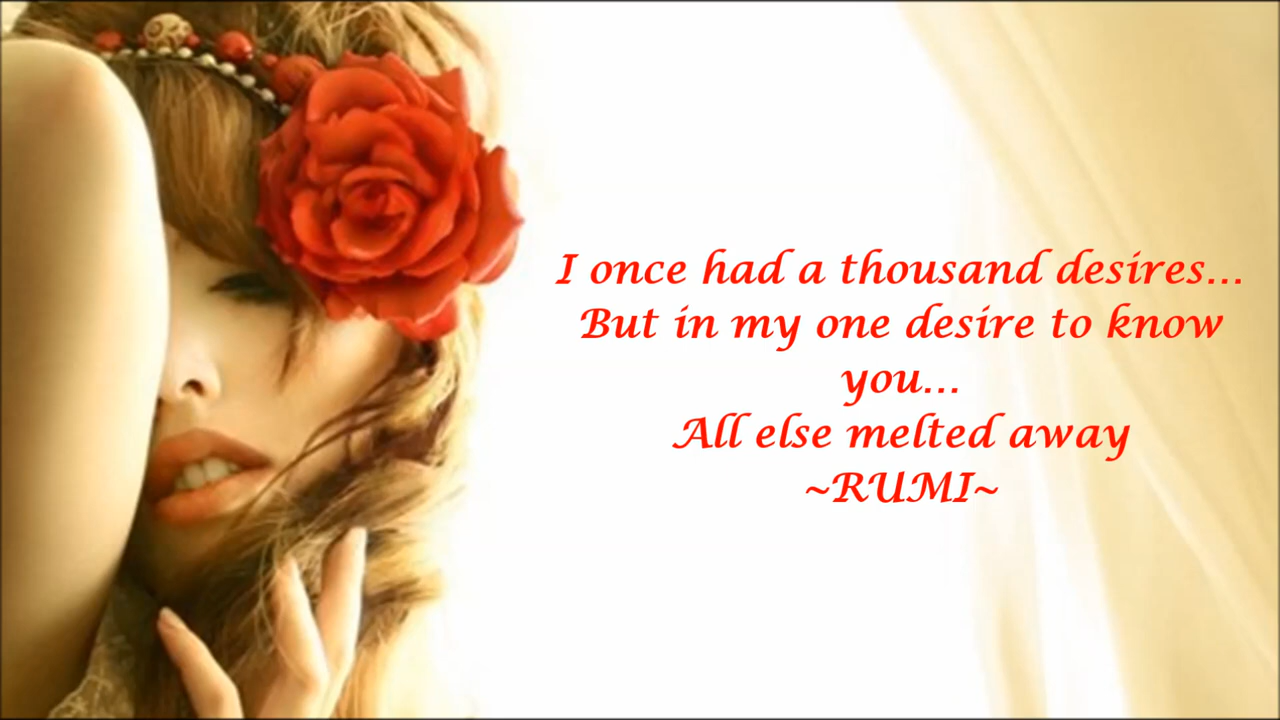 I once had a thousand desires...
But in my one desire to know
you...
All else melted away
~RUMI~